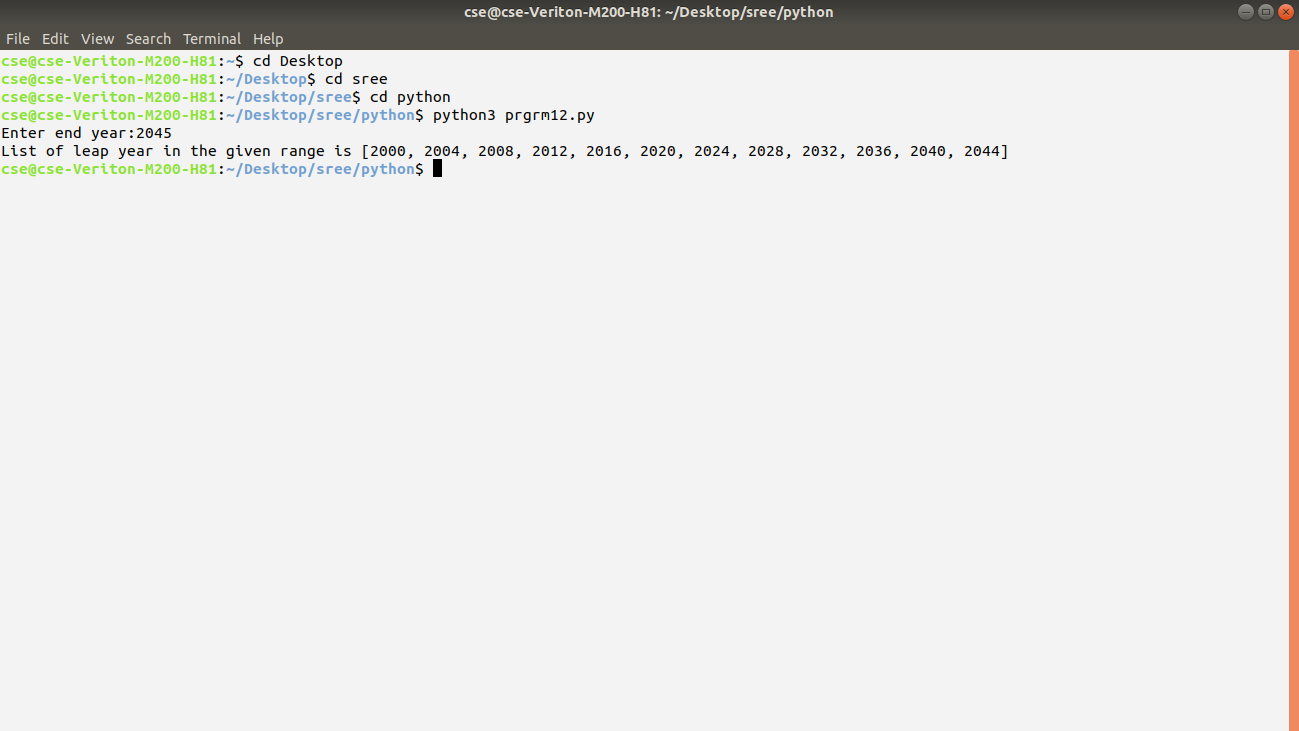 cse@cse-Veriton-M200-H81: ~/Desktop/sree/python
File Edit View Search Terminal Help
cse@cse-Veriton-M200-H81:~$ cd Desktop
cse@cse-Veriton-M200-H81:~/Desktop$ cd sree
cse@cse-Veriton-M200-H81:~/Desktop/sree$ cd python
cse@cse-Veriton-M200-H81:~/Desktop/sree/python$ python3 prgrm12.py
Enter end year:2045
List of leap year in the given range is [2000, 2004, 2008, 2012, 2016, 2020, 2024, 2028, 2032, 2036, 2040, 2044]
cse@cse-Veriton-M200-H81:~/Desktop/sree/python$